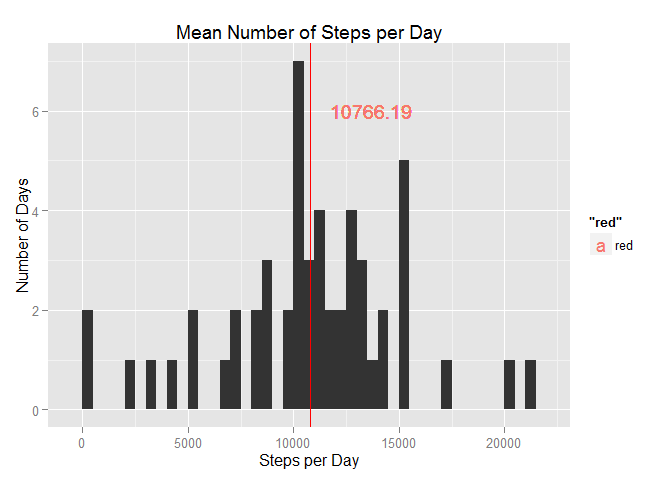 Mean Number of Steps per Day
10766.19
Number of Days
6
4
2
0
0 5000 10000 15000 20000
Steps per Day
"red"
a red